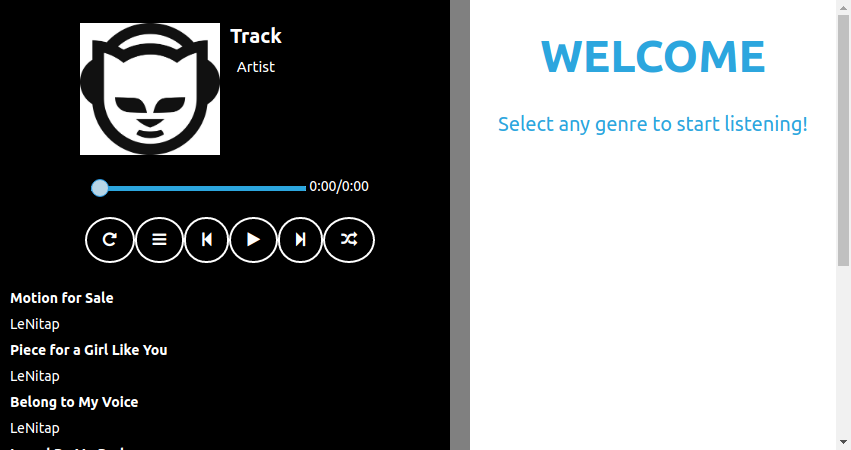 Track
Artist
0:00/0:00
Motion for Sale
LeNitap
Piece for a Girl Like You
LeNitap
Belong to My Voice
LeNitap
WELCOME
Select any genre to start listening!